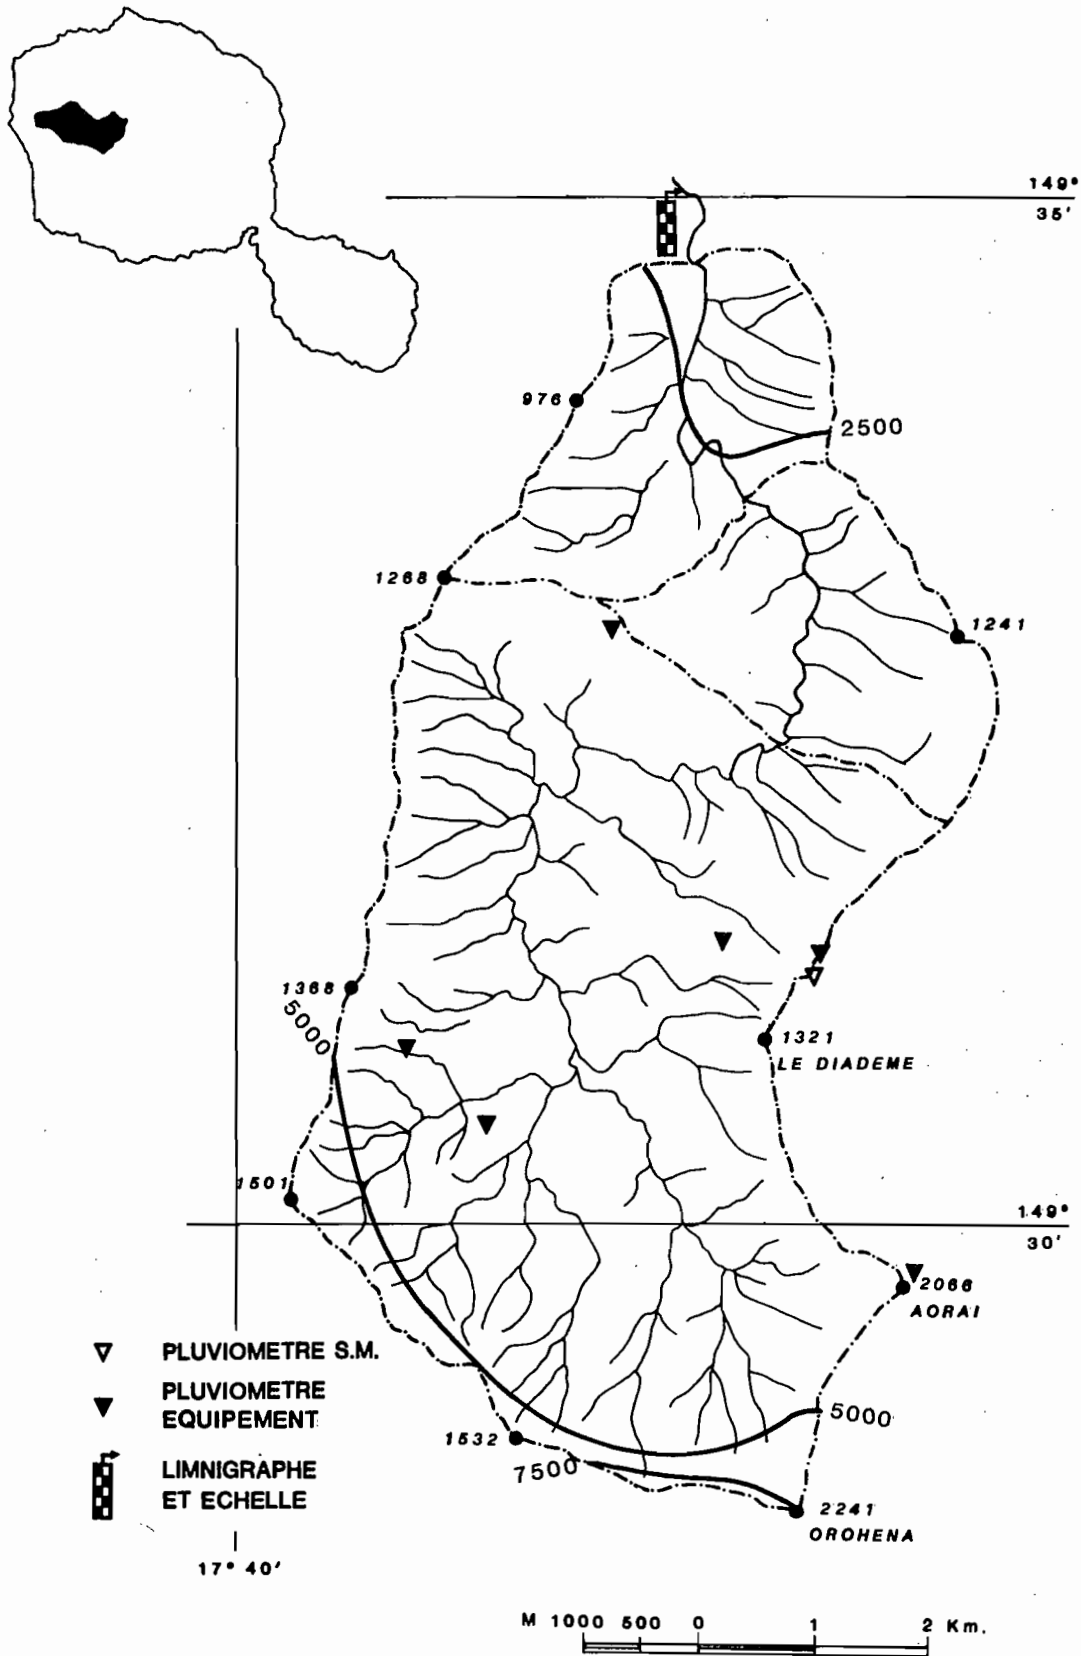 149°
35'
976
2500
1268
1241
1368
5000
1321
LE DIADEME
1501
149°
30'
2066
AORAI
PLUVIOMETRE S.M.
PLUVIOMETRE
EQUIPEMENT
5000
1532
7500
LIMNIGRAPHE
ET ECHELLE
2241
OROHENA
17° 40'
M 1000 500 0 1 2 Km.